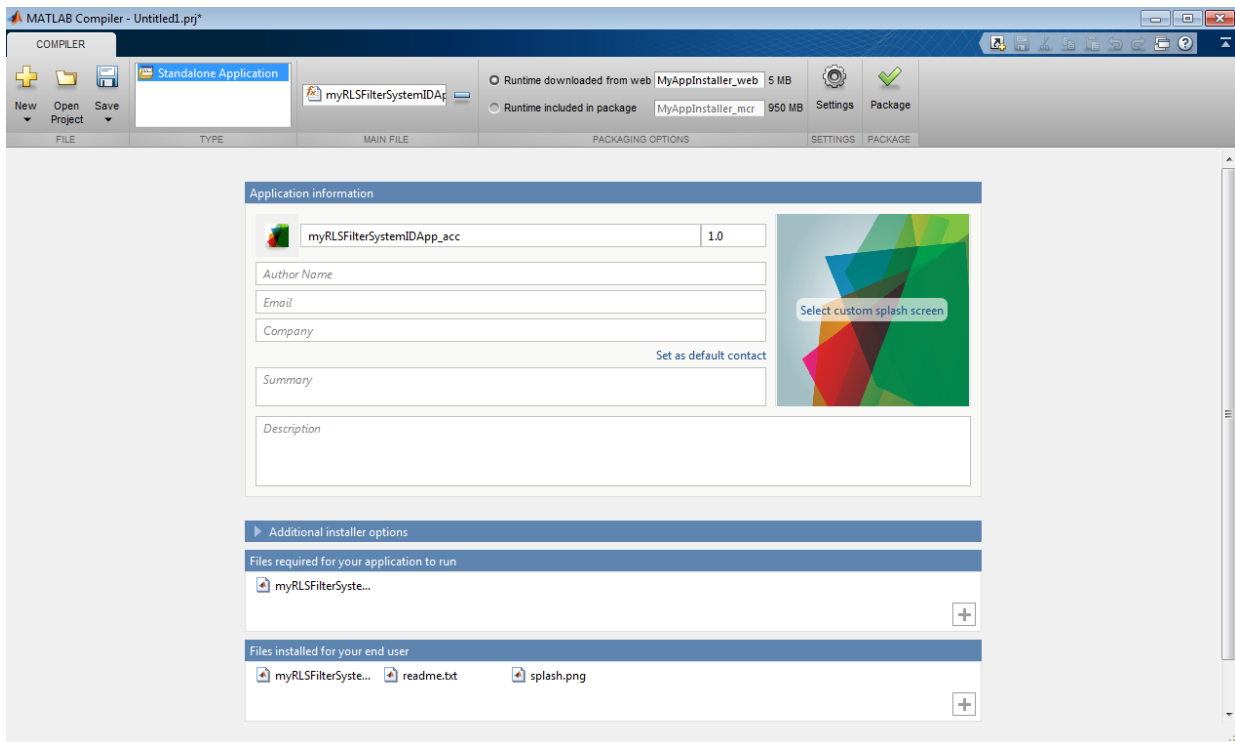 MATLAB Compiler - Untitled1.prj*
COMPILER
New
Open Project
Save
FILE
Standalone Application
TYPE
myRLSFilterSystemIDAp
MAIN FILE
Runtime downloaded from web MyAppInstaller_web 5 MB
Runtime included in package MyAppInstaller_mcr 950 MB
PACKAGING OPTIONS
Settings
SETTINGS
Package
PACKAGE
Application information
myRLSFilterSystemIDApp_acc 1.0
Author Name
Email
Company
Set as default contact
Summary
Select custom splash screen
Description
Additional installer options
Files required for your application to run
myRLSFilterSyste...
Files installed for your end user
myRLSFilterSyste... readme.txt splash.png